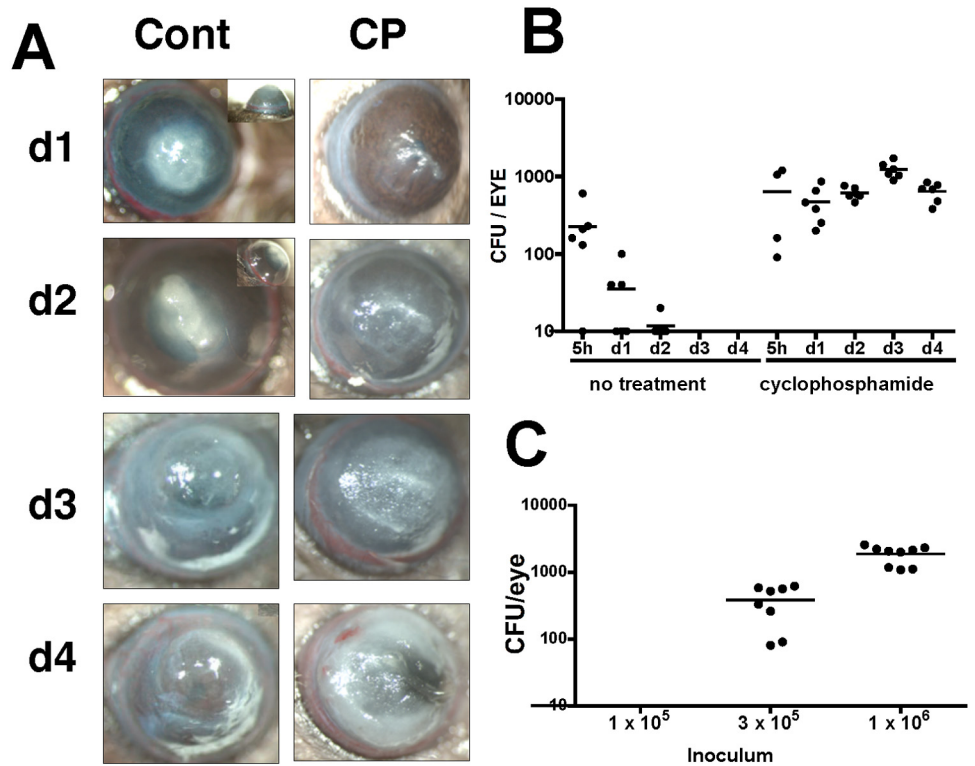 A
Cont CP
d1
d2
d3
d4
B
CFU / EYE
10000
1000
100
10
5h d1 d2 d3 d4 5h d1 d2 d3 d4
no treatment cyclophosphamide
C
CFU/eye
10000
1000
100
10
1 x 10⁵ 3 x 10⁵ 1 x 10⁶
Inoculum